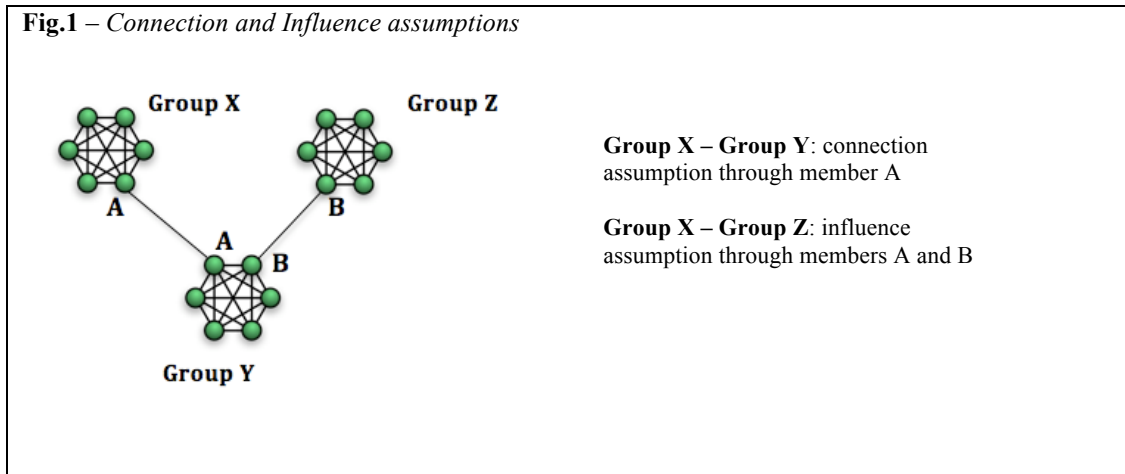 Fig.1 – Connection and Influence assumptions
Group X
Group Z
A
B
A
B
Group Y
Group X – Group Y: connection
assumption through member A
Group X – Group Z: influence
assumption through members A and B